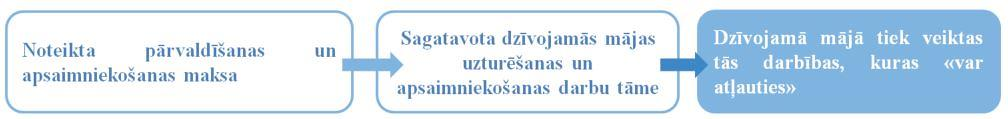 Noteikta pārvaldīšanas un
apsaimniekošanas maksa
Sagatavota dzīvojamās mājas
uzturēšanas un
apsaimniekošanas darbu tāme
Dzīvojamā mājā tiek veiktas
tās darbības, kuras «var
atļauties»